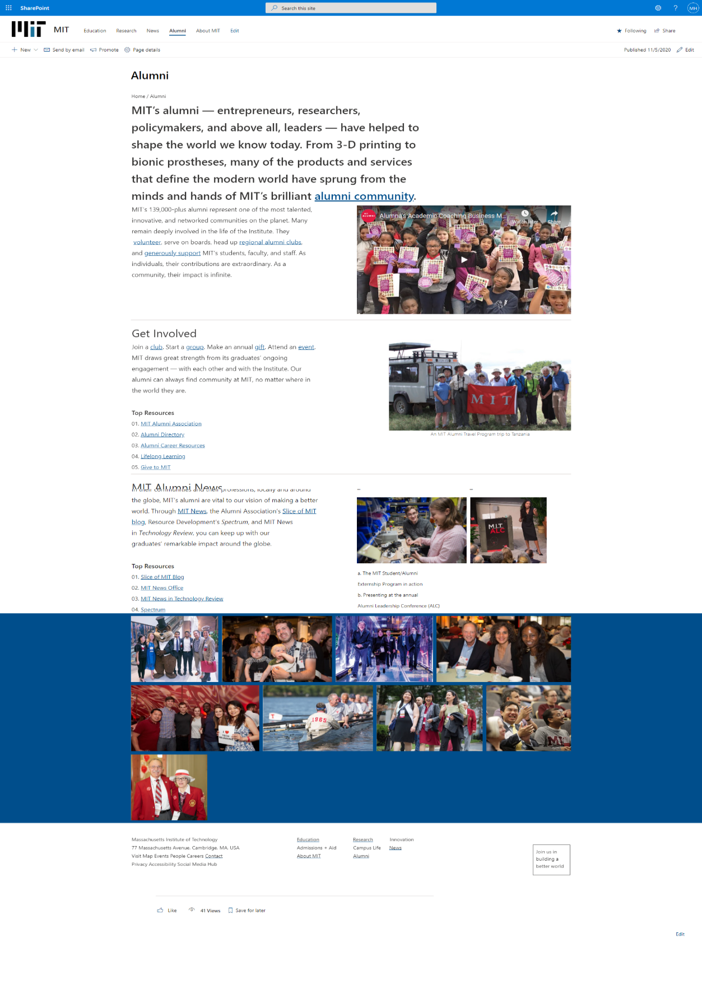 SharePoint
Search this site
MH
MIT
MIT
Education Research News Alumni About MIT Edit
Following Share
New Send by email Promote Page details
Published 11/5/2020 Edit
Alumni
Home / Alumni
MIT’s alumni — entrepreneurs, researchers,
policymakers, and above all, leaders — have helped to
shape the world we know today. From 3-D printing to
bionic prostheses, many of the products and services
that define the modern world have sprung from the
minds and hands of MIT’s brilliant alumni community.
MIT’s 139,000-plus alumni represent one of the most talented,
innovative, and networked communities on the planet. Many
remain deeply involved in the life of the Institute. They
volunteer, serve on boards, head up regional alumni clubs,
and generously support MIT’s students, faculty, and staff. As
individuals, their contributions are extraordinary. As a
community, their impact is infinite.
MIT ALUMNI
Alumna's Academic Coaching Business M...
Watch later
Share
Get Involved
Join a club. Start a group. Make an annual gift. Attend an event.
MIT draws great strength from its graduates’ ongoing
engagement — with each other and with the Institute. Our
alumni can always find community at MIT, no matter where in
the world they are.
MIT
An MIT Alumni Travel Program trip to Tanzania
Top Resources
01. MIT Alumni Association
02. Alumni Directory
03. Alumni Career Resources
04. Lifelong Learning
05. Give to MIT
MIT Alumni News
In their communities and their professions, locally and around
the globe, MIT’s alumni are vital to our vision of making a better
world. Through MIT News, the Alumni Association’s Slice of MIT
blog, Resource Development’s Spectrum, and MIT News
in Technology Review, you can keep up with our
graduates’ remarkable impact around the globe.
MIT
ALC
Top Resources
01. Slice of MIT Blog
02. MIT News Office
03. MIT News in Technology Review
04. Spectrum
a. The MIT Student/Alumni
Externship Program in action
b. Presenting at the annual
Alumni Leadership Conference (ALC)
I ♥
TECH
REUNIONS
T
1965
Massachusetts Institute of Technology
77 Massachusetts Avenue, Cambridge, MA, USA
Visit Map Events People Careers Contact
Privacy Accessibility Social Media Hub
Education Research Innovation
Admissions + Aid Campus Life News
About MIT Alumni
Join us in
building a
better world
Like 41 Views Save for later
Edit